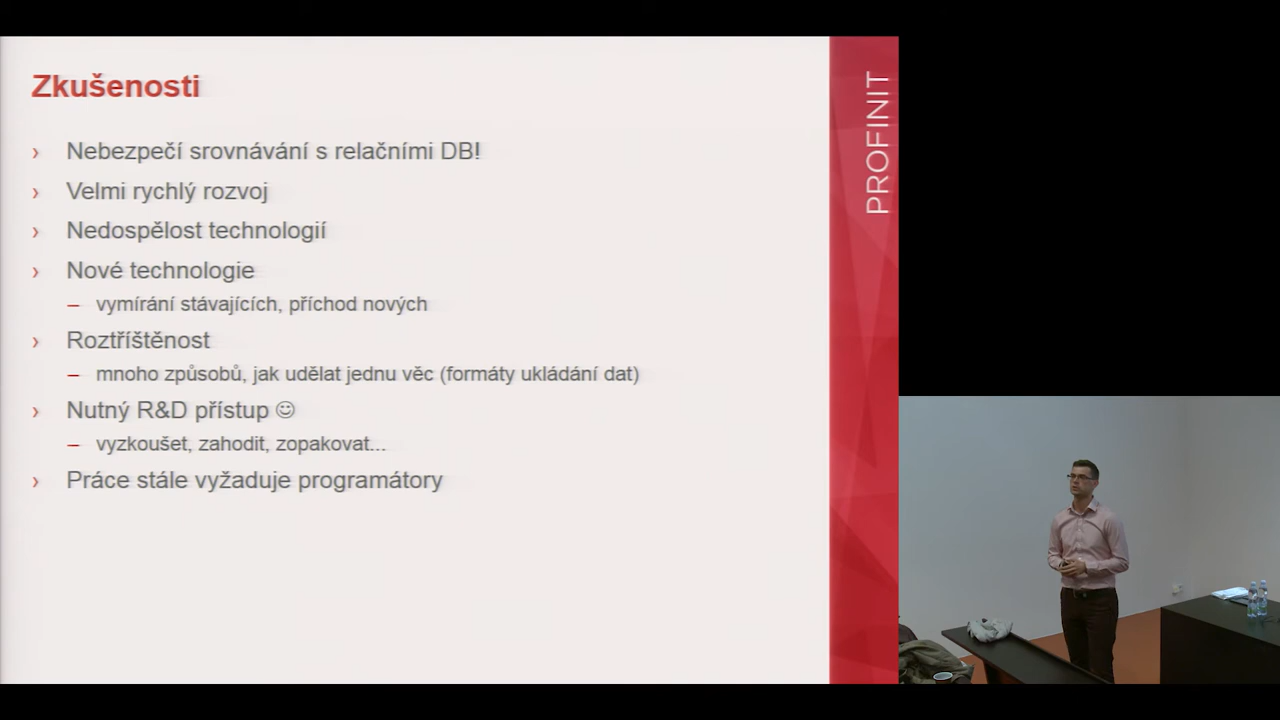 Zkušenosti
› Nebezpečí srovnávání s relačními DB!
› Velmi rychlý rozvoj
› Nedospělost technologií
› Nové technologie
– vymírání stávajících, příchod nových
› Roztříštěnost
– mnoho způsobů, jak udělat jednu věc (formáty ukládání dat)
› Nutný R&D přístup ☺
– vyzkoušet, zahodit, zopakovat...
› Práce stále vyžaduje programátory
PROFINIT